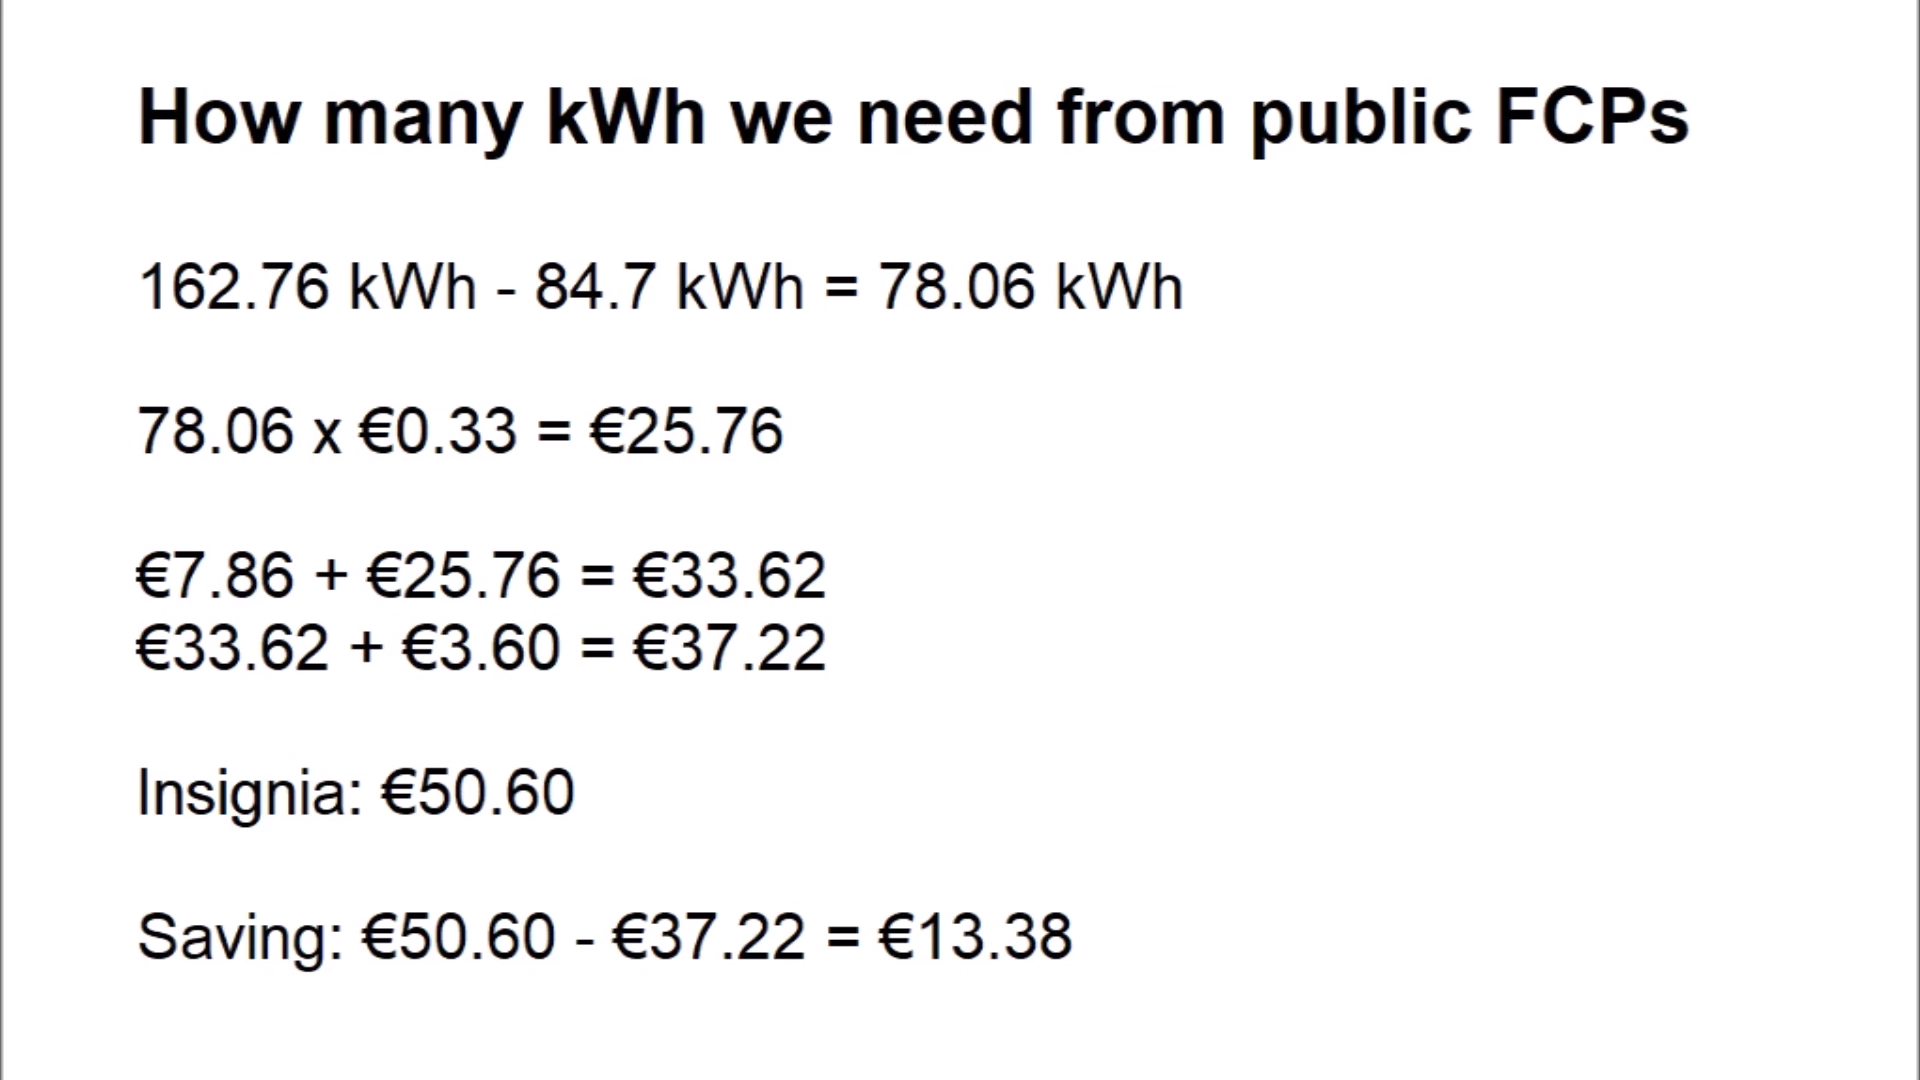 How many kWh we need from public FCPs
162.76 kWh - 84.7 kWh = 78.06 kWh
78.06 x €0.33 = €25.76
€7.86 + €25.76 = €33.62
€33.62 + €3.60 = €37.22
Insignia: €50.60
Saving: €50.60 - €37.22 = €13.38